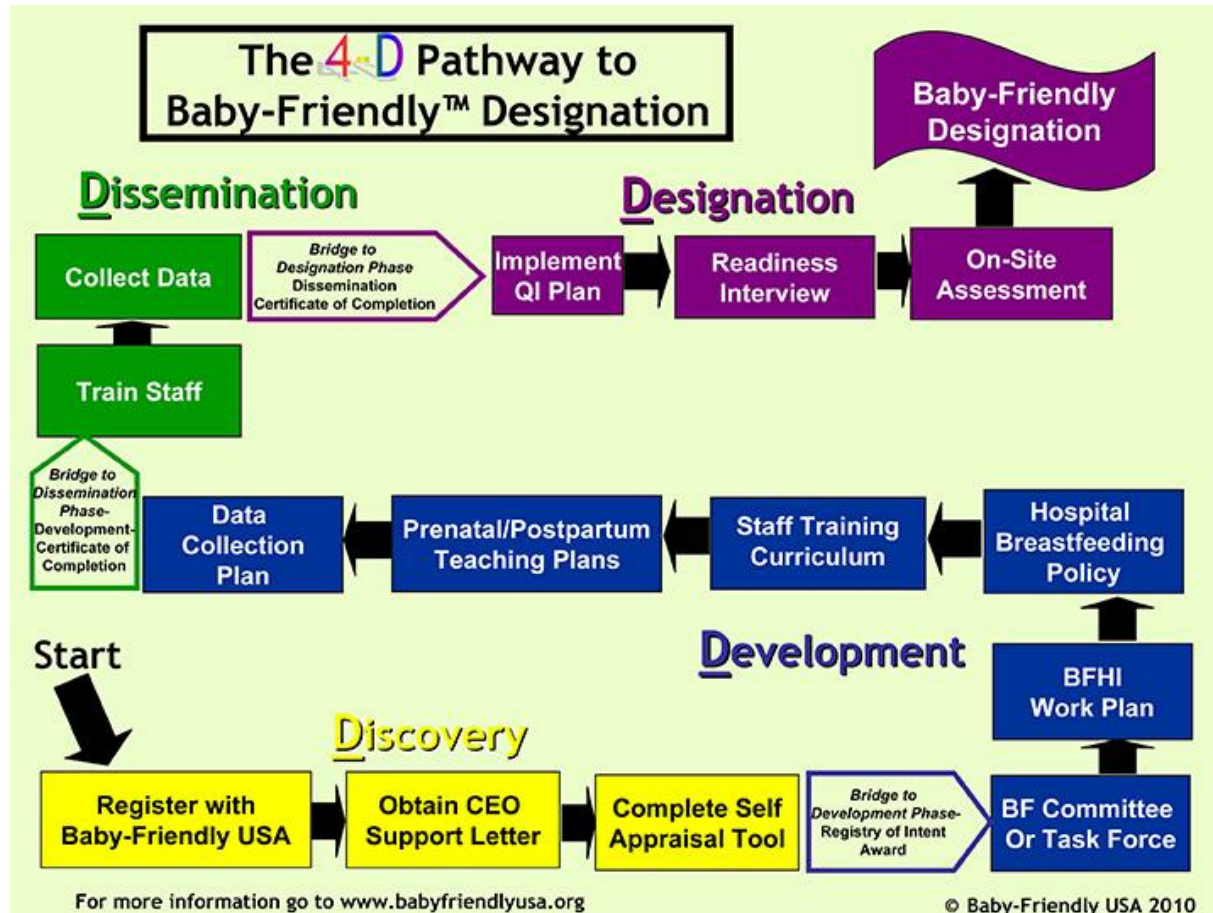 The 4-D Pathway to
Baby-Friendly™ Designation
Baby-Friendly
Designation
Dissemination
Designation
Collect Data
Bridge to
Designation Phase
Dissemination
Certificate of Completion
Implement
QI Plan
Readiness
Interview
On-Site
Assessment
Train Staff
Bridge to
Dissemination
Phase-
Development-
Certificate of
Completion
Data
Collection
Plan
Prenatal/Postpartum
Teaching Plans
Staff Training
Curriculum
Hospital
Breastfeeding
Policy
Start
Development
BFHI
Work Plan
Discovery
Register with
Baby-Friendly USA
Obtain CEO
Support Letter
Complete Self
Appraisal Tool
Bridge to
Development Phase-
Registry of Intent
Award
BF Committee
Or Task Force
For more information go to www.babyfriendlyusa.org
© Baby-Friendly USA 2010